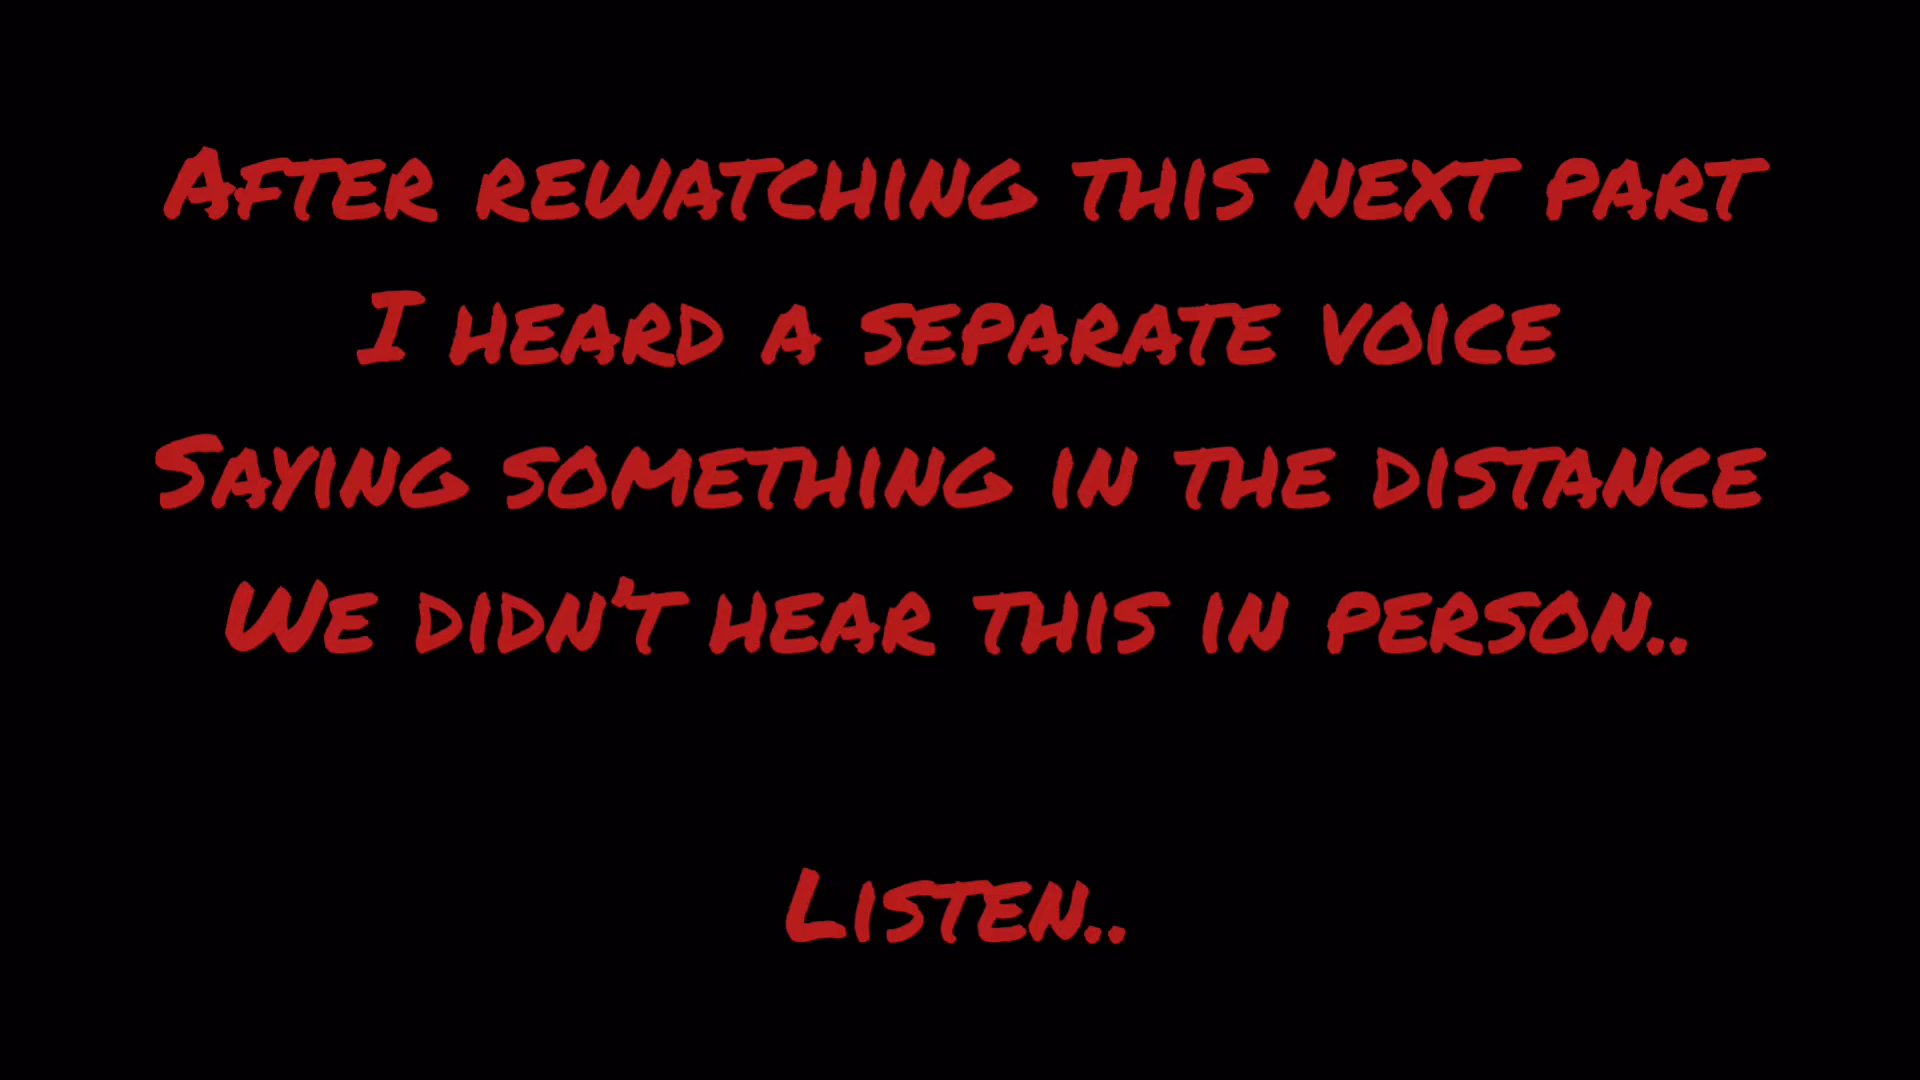 After rewatching this next part
I heard a separate voice
Saying something in the distance
We didn't hear this in person..
Listen..